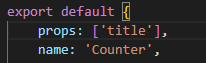 export default {
    props: ['title'],
    name: 'Counter',